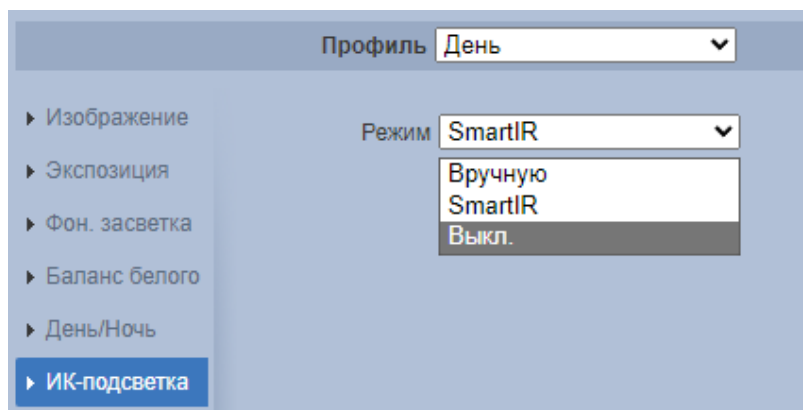 Профиль День
Изображение
Режим SmartIR
Экспозиция
Вручную
SmartIR
Фон. засветка
Выкл.
Баланс белого
День/Ночь
ИК-подсветка